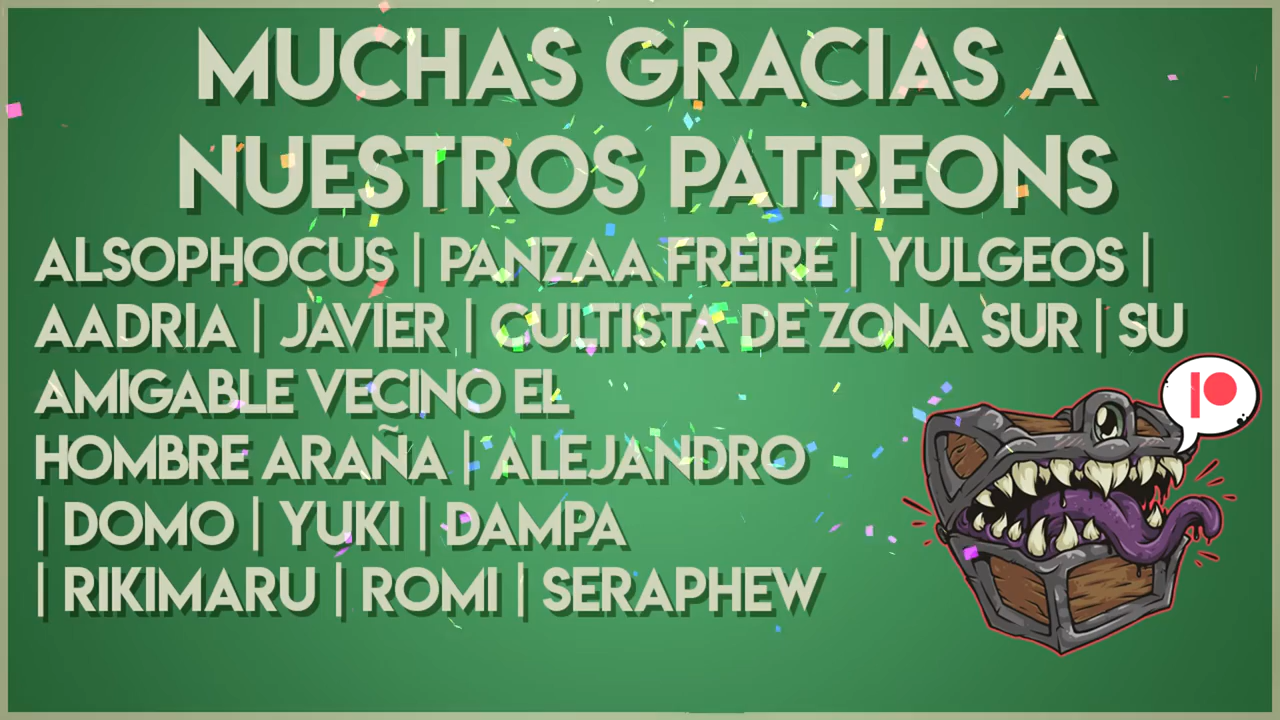 MUCHAS GRACIAS A
NUESTROS PATREONS
ALSOPHOCUS | PANZAA FREIRE | YULGEOS |
AADRIA | JAVIER | CULTISTA DE ZONA SUR | SU
AMIGABLE VECINO EL
HOMBRE ARAÑA | ALEJANDRO
| DOMO | YUKI | DAMPA
| RIKIMARU | ROMI | SERAPHEW